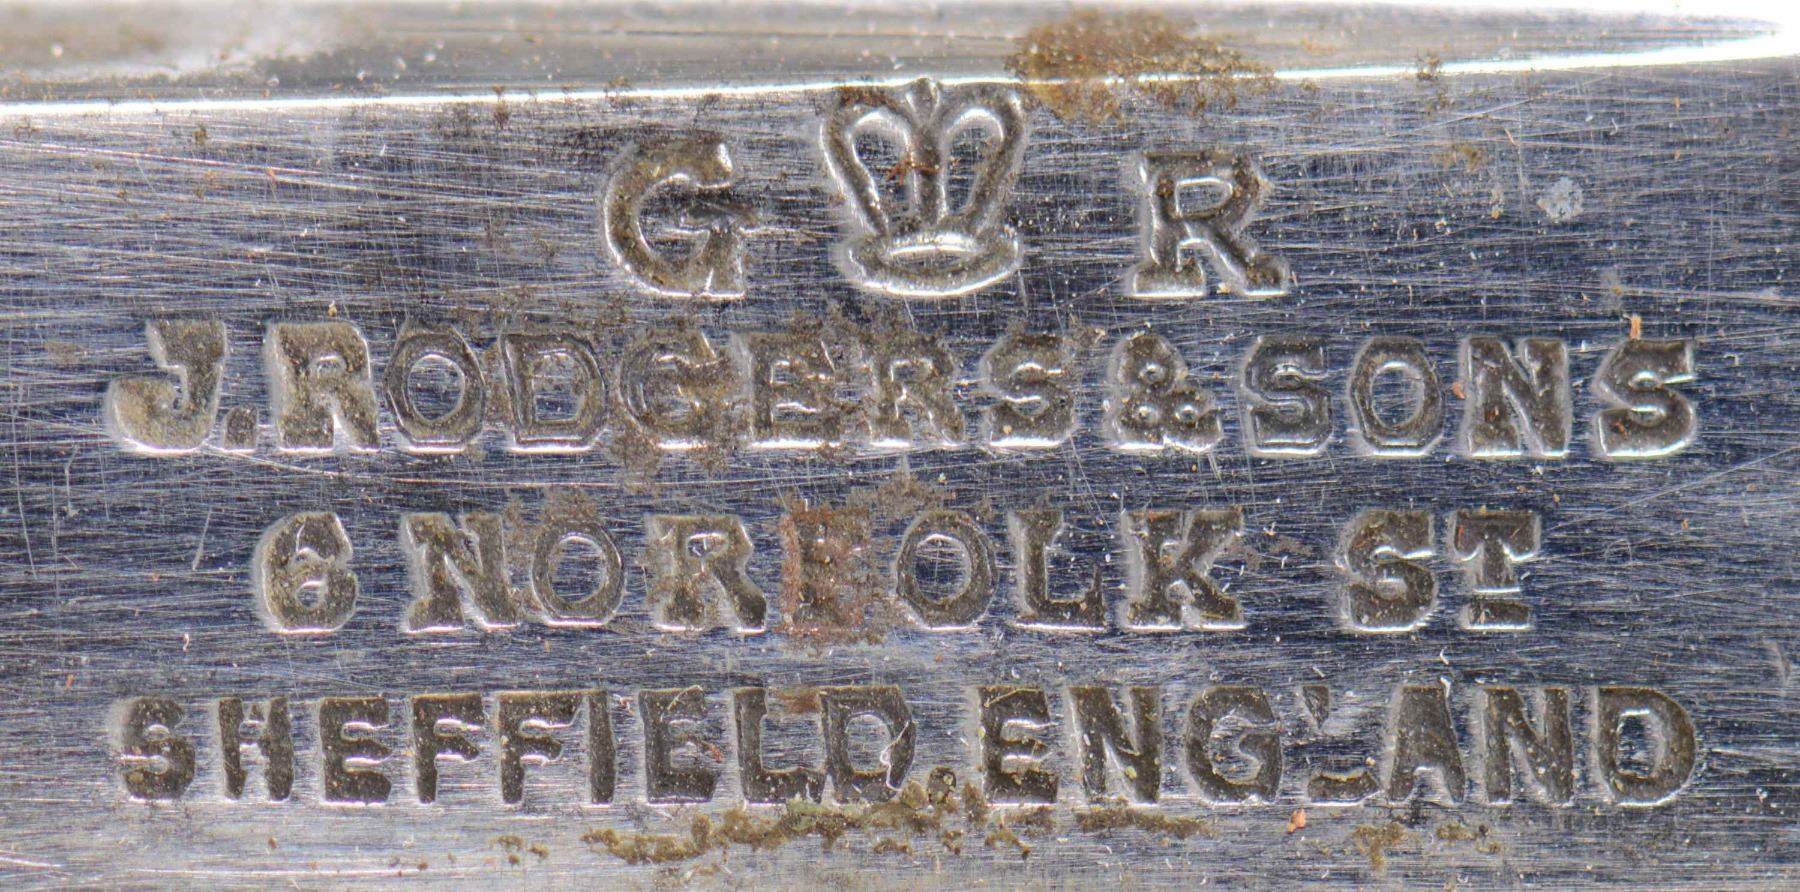 G R
J. RODGERS & SONS
6 NORFOLK ST
SHEFFIELD. ENGLAND